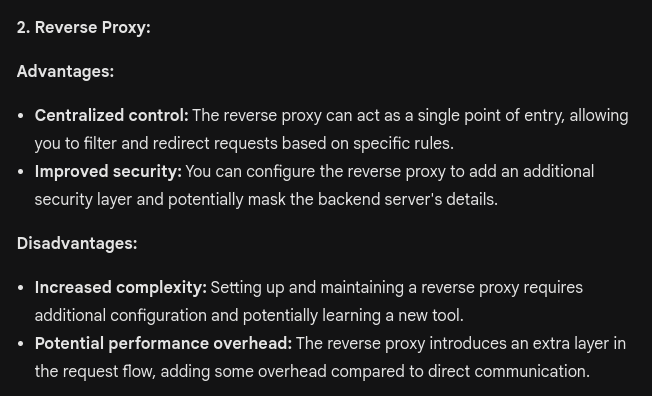 2. Reverse Proxy:
Advantages:
• Centralized control: The reverse proxy can act as a single point of entry, allowing
you to filter and redirect requests based on specific rules.
• Improved security: You can configure the reverse proxy to add an additional
security layer and potentially mask the backend server's details.
Disadvantages:
• Increased complexity: Setting up and maintaining a reverse proxy requires
additional configuration and potentially learning a new tool.
• Potential performance overhead: The reverse proxy introduces an extra layer in
the request flow, adding some overhead compared to direct communication.